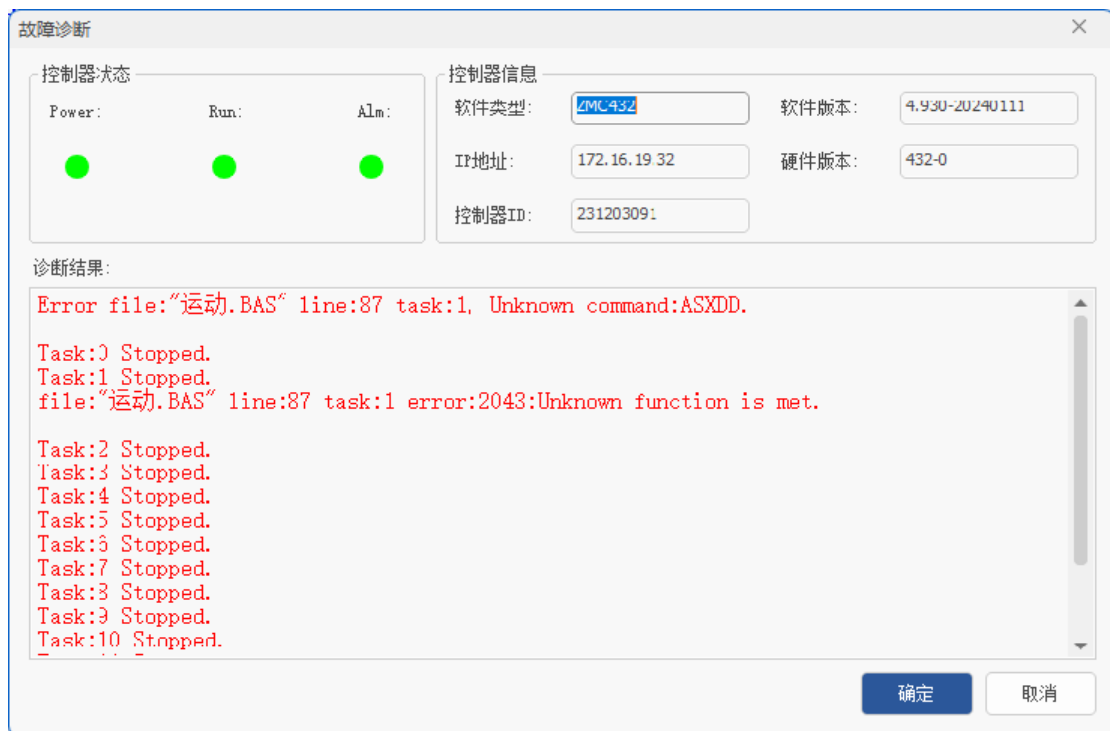 故障诊断
控制器状态
Power:
Run:
Alm:
控制器信息
软件类型:
ZMC432
软件版本:
4.930-20240111
IP地址:
172.16.19.32
硬件版本:
432-0
控制器ID:
231203091
诊断结果:
Error file:"运动.BAS" line:87 task:1, Unknown command:ASXDD.
Task:0 Stopped.
Task:1 Stopped.
file:"运动.BAS" line:87 task:1 error:2043:Unknown function is met.
Task:2 Stopped.
Task:3 Stopped.
Task:4 Stopped.
Task:5 Stopped.
Task:6 Stopped.
Task:7 Stopped.
Task:8 Stopped.
Task:9 Stopped.
Task:10 Stopped.
确定
取消